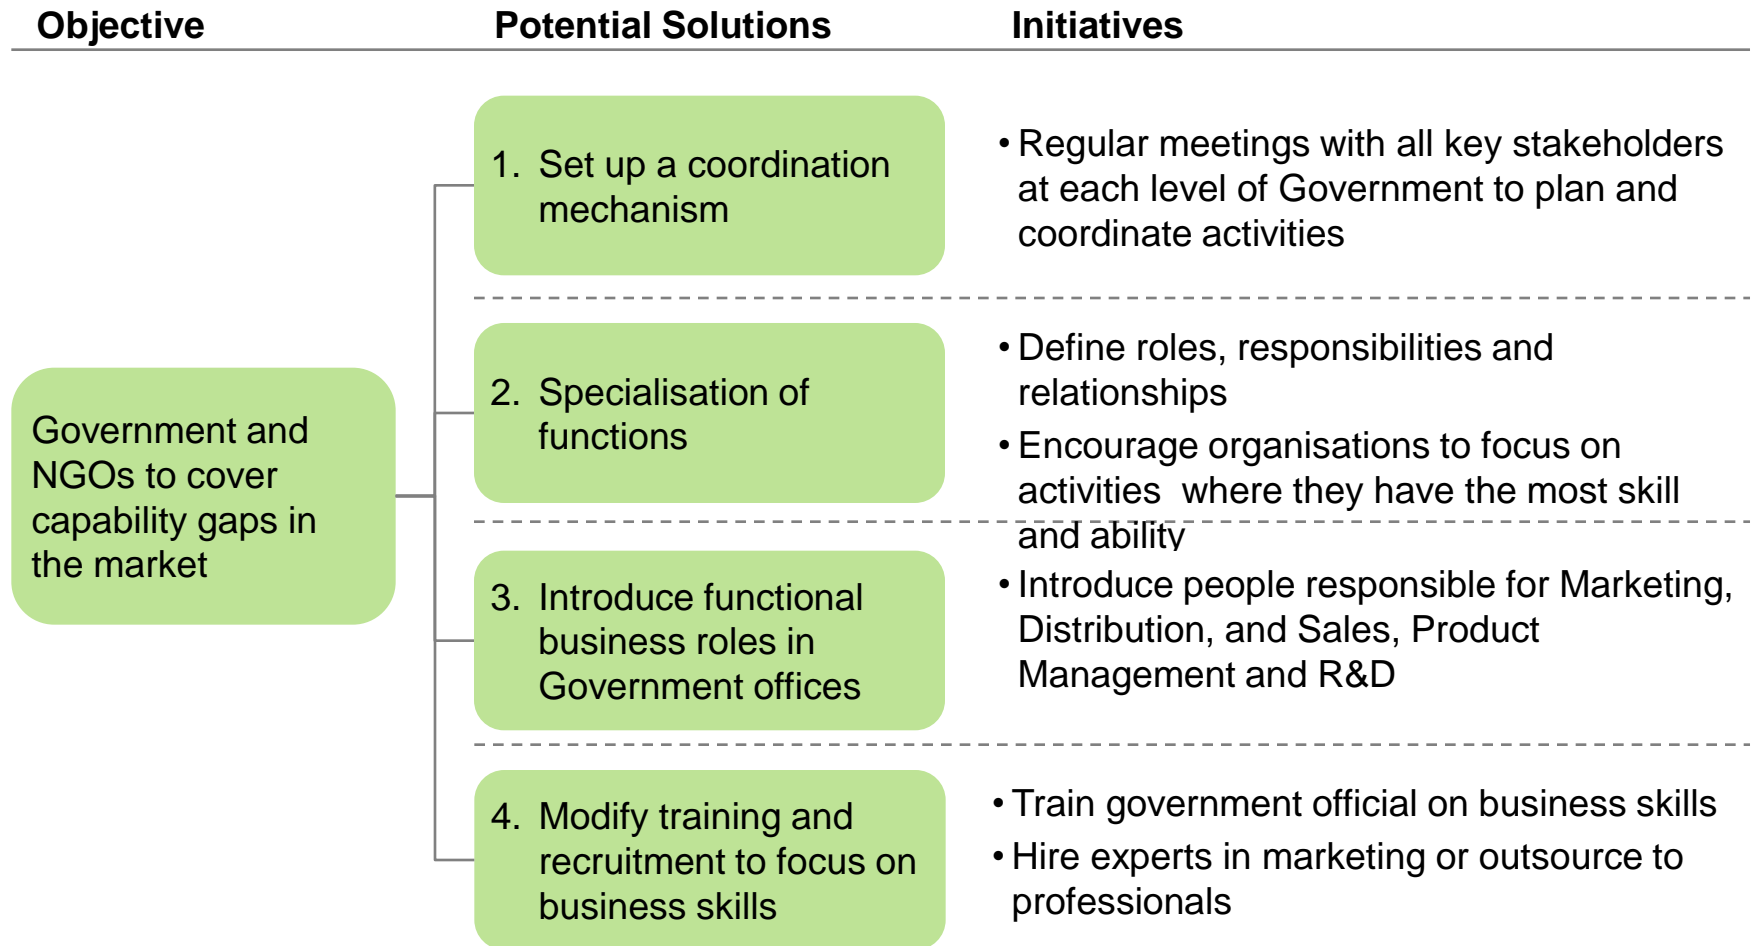 Objective
Potential Solutions
Initiatives
Government and
NGOs to cover
capability gaps in
the market
1. Set up a coordination
mechanism
• Regular meetings with all key stakeholders
at each level of Government to plan and
coordinate activities
2. Specialisation of
functions
• Define roles, responsibilities and
relationships
• Encourage organisations to focus on
activities  where they have the most skill
and ability
3. Introduce functional
business roles in
Government offices
• Introduce people responsible for Marketing,
Distribution, and Sales, Product
Management and R&D
4. Modify training and
recruitment to focus on
business skills
• Train government official on business skills
• Hire experts in marketing or outsource to
professionals